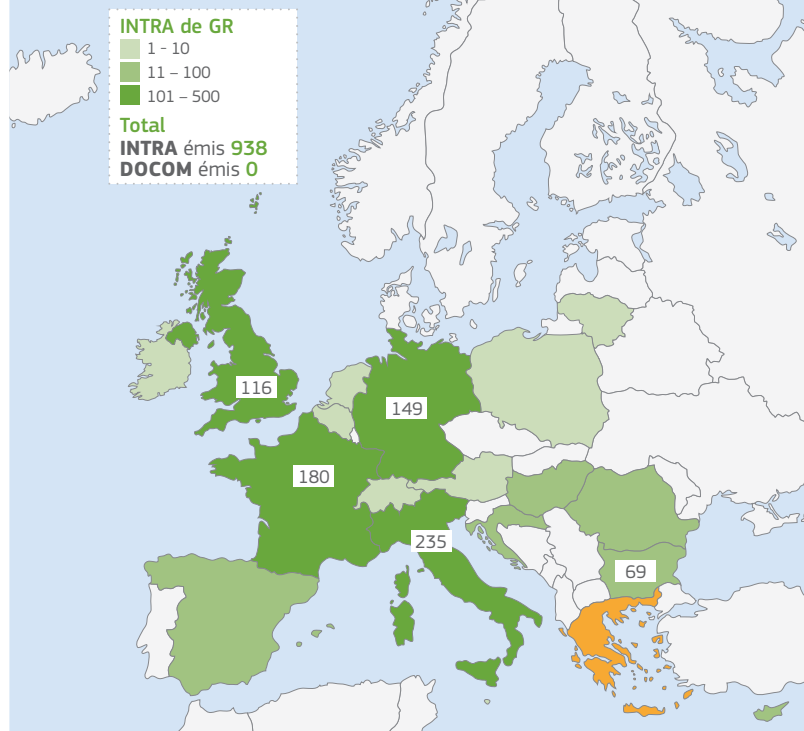 INTRA de GR
1 - 10
11 – 100
101 – 500
Total
INTRA émis 938
DOCOM émis 0
116
149
180
235
69